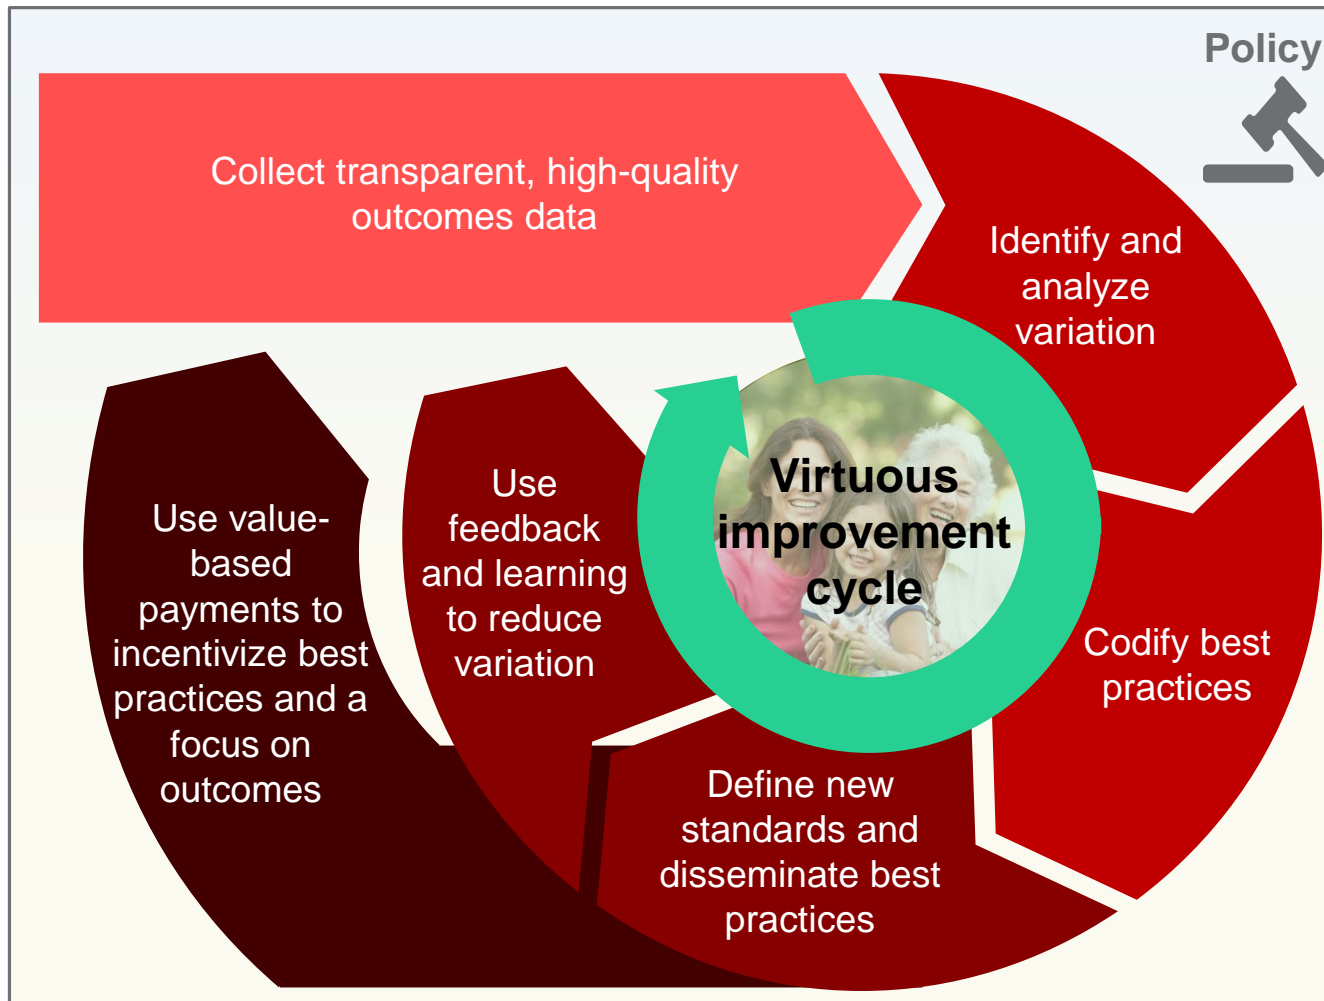 Policy
Collect transparent, high-quality
outcomes data
Identify and
analyze
variation
Codify best
practices
Define new
standards and
disseminate best
practices
Use
feedback
and learning
to reduce
variation
Use value-
based
payments to
incentivize best
practices and a
focus on
outcomes
Virtuous
improvement
cycle